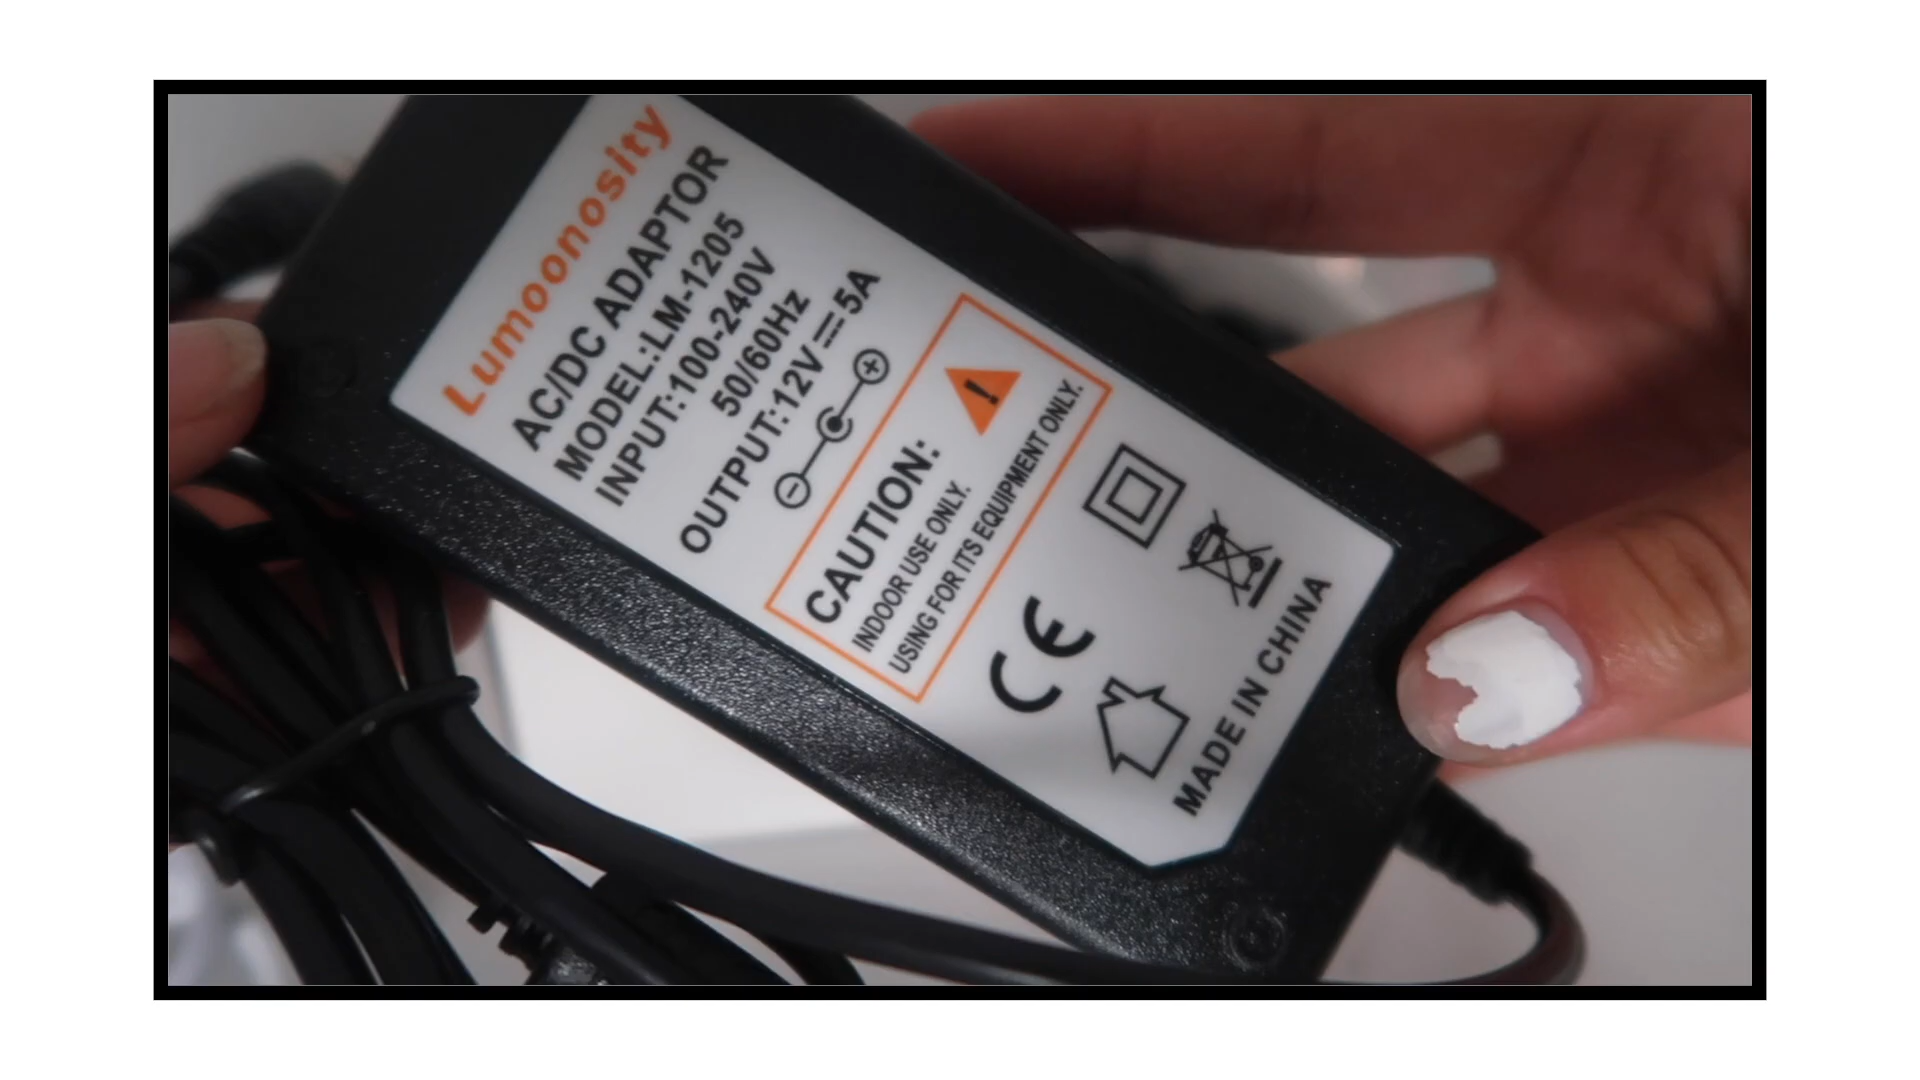 Lumoonosity
AC/DC ADAPTOR
MODEL:LM-1205
INPUT:100-240V
50/60Hz
OUTPUT:12V⎓5A
CAUTION:
INDOOR USE ONLY.
USING FOR ITS EQUIPMENT ONLY.
CE
MADE IN CHINA